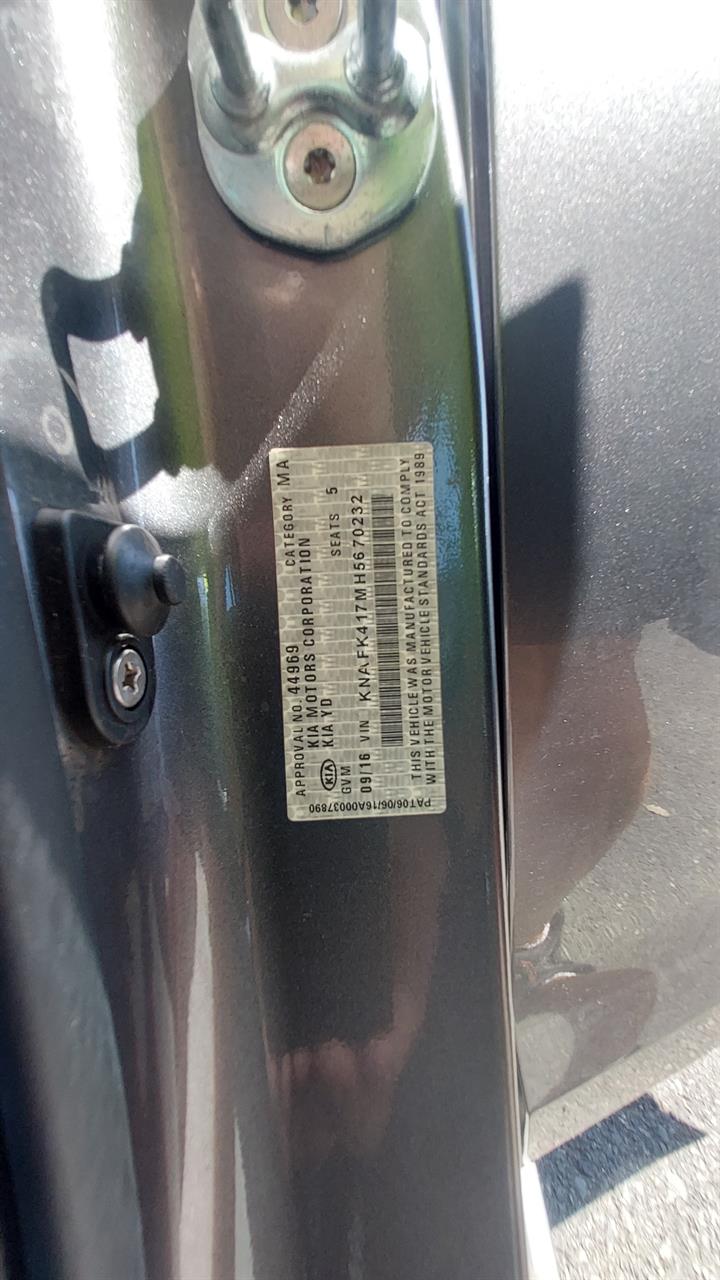 APPROVAL NO. 44969 CATEGORY MA
KIA MOTORS CORPORATION
KIA YD SEATS 5
KIA
GVM
09/16 VIN KNAFK417MH5670232
THIS VEHICLE WAS MANUFACTURED TO COMPLY
WITH THE MOTOR VEHICLE STANDARDS ACT 1989.
PAT06/06/16A00037890